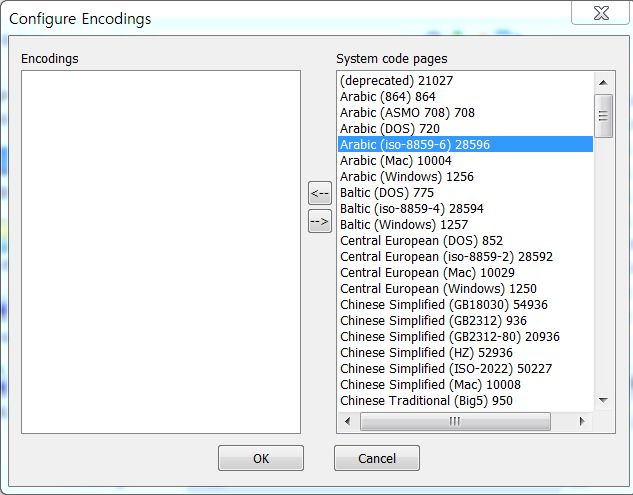 Configure Encodings
Encodings
System code pages
(deprecated) 21027
Arabic (864) 864
Arabic (ASMO 708) 708
Arabic (DOS) 720
Arabic (iso-8859-6) 28596
Arabic (Mac) 10004
Arabic (Windows) 1256
Baltic (DOS) 775
Baltic (iso-8859-4) 28594
Baltic (Windows) 1257
Central European (DOS) 852
Central European (iso-8859-2) 28592
Central European (Mac) 10029
Central European (Windows) 1250
Chinese Simplified (GB18030) 54936
Chinese Simplified (GB2312) 936
Chinese Simplified (GB2312-80) 20936
Chinese Simplified (HZ) 52936
Chinese Simplified (ISO-2022) 50227
Chinese Simplified (Mac) 10008
Chinese Traditional (Big5) 950
<--
-->
OK
Cancel